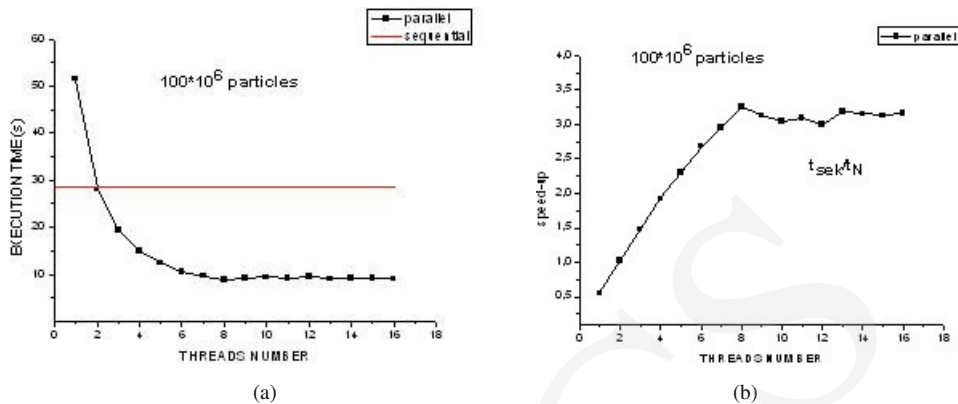 parallel
sequential
60
50
40
30
20
10
100*10⁶ particles
EXECUTION TIME(s)
0 2 4 6 8 10 12 14 16 18
THREADS NUMBER
(a)
parallel
100*10⁶ particles
4,0
3,5
3,0
2,5
2,0
1,5
1,0
0,5
speed-up
t_sek/t_N
0 2 4 6 8 10 12 14 16 18
THREADS NUMBER
(b)
CS